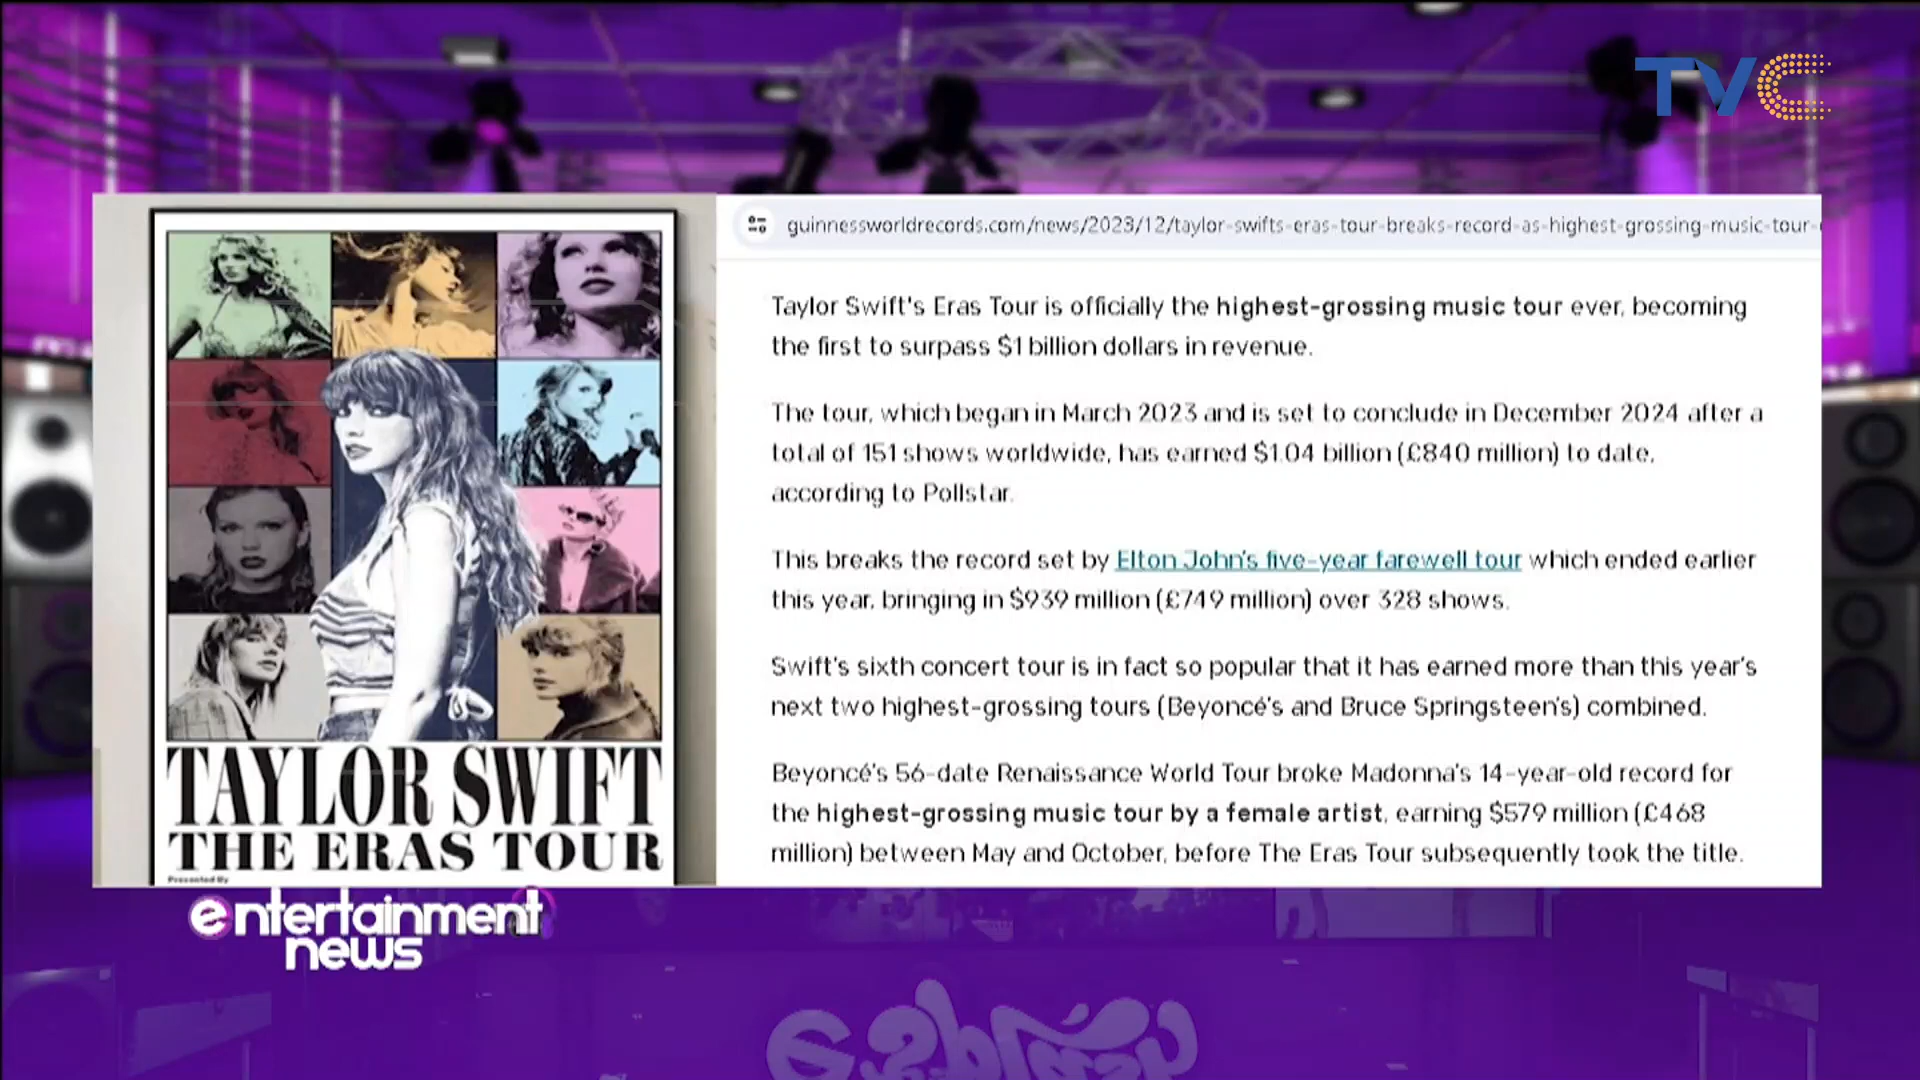 TVC
guinnessworldrecords.com/news/2023/12/taylor-swifts-eras-tour-breaks-record-as-highest-grossing-music-tour-
Taylor Swift's Eras Tour is officially the highest-grossing music tour ever, becoming
the first to surpass $1 billion dollars in revenue.
The tour, which began in March 2023 and is set to conclude in December 2024 after a
total of 151 shows worldwide, has earned $1.04 billion (£840 million) to date,
according to Pollstar.
This breaks the record set by Elton John's five-year farewell tour which ended earlier
this year, bringing in $939 million (£749 million) over 328 shows.
Swift's sixth concert tour is in fact so popular that it has earned more than this year's
next two highest-grossing tours (Beyoncé's and Bruce Springsteen's) combined.
Beyoncé's 56-date Renaissance World Tour broke Madonna's 14-year-old record for
the highest-grossing music tour by a female artist, earning $579 million (£468
million) between May and October, before The Eras Tour subsequently took the title.
TAYLOR SWIFT
THE ERAS TOUR
Presented By
entertainment
news